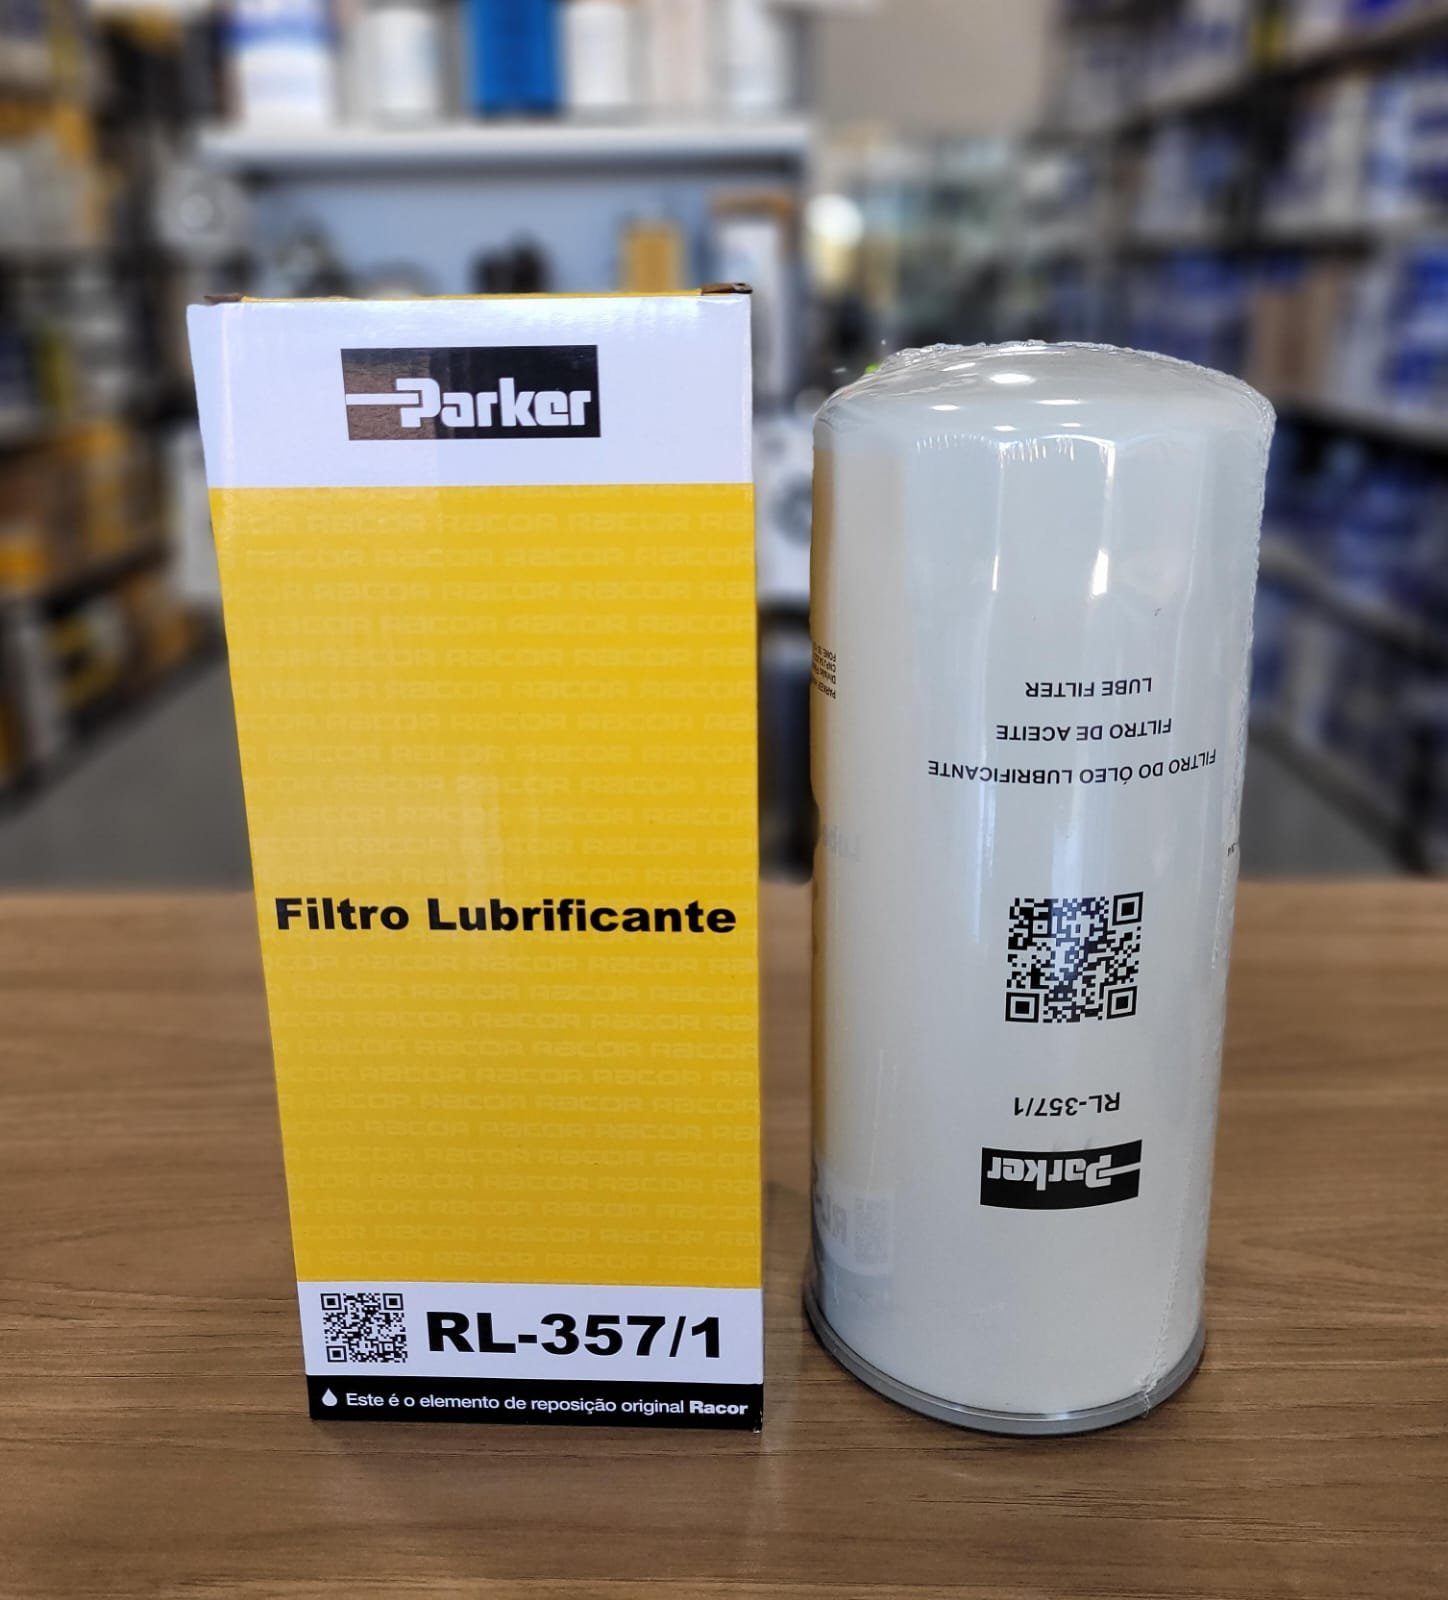 Parker
Filtro Lubrificante
RL-357/1
Este é o elemento de reposição original Racor
Parker
RL-357/1
FILTRO DO ÓLEO LUBRIFICANTE
FILTRO DE ACEITE
LUBE FILTER